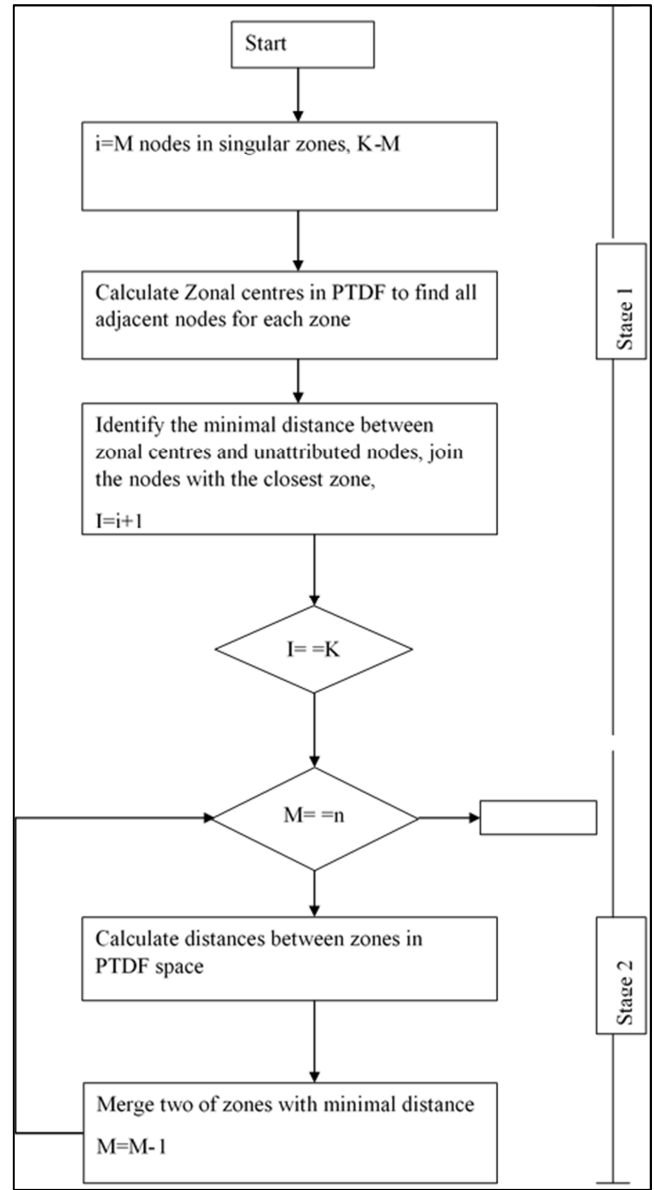 Start
i=M nodes in singular zones, K-M
Calculate Zonal centres in PTDF to find all
adjacent nodes for each zone
Stage 1
Identify the minimal distance between
zonal centres and unattributed nodes, join
the nodes with the closest zone,
I=i+1
I= =K
M= =n
Calculate distances between zones in
PTDF space
Stage 2
Merge two of zones with minimal distance
M=M-1